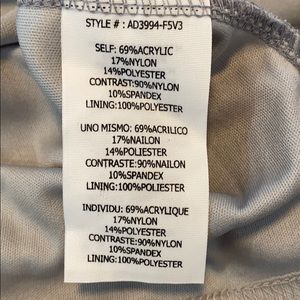 STYLE # : AD3994-F5V3
SELF: 69%ACRYLIC
17%NYLON
14%POLYESTER
CONTRAST:90%NYLON
10%SPANDEX
LINING:100%POLYESTER
UNO MISMO: 69%ACRILICO
17%NAILON
14%POLIESTER
CONTRASTE:90%NAILON
10%SPANDEX
LINING:100%POLYESTER
INDIVIDU: 69%ACRYLIQUE
17%NYLON
14%POLYESTER
CONTRASTE:90%NYLON
10%SPANDEX
LINING:100%POLYESTER